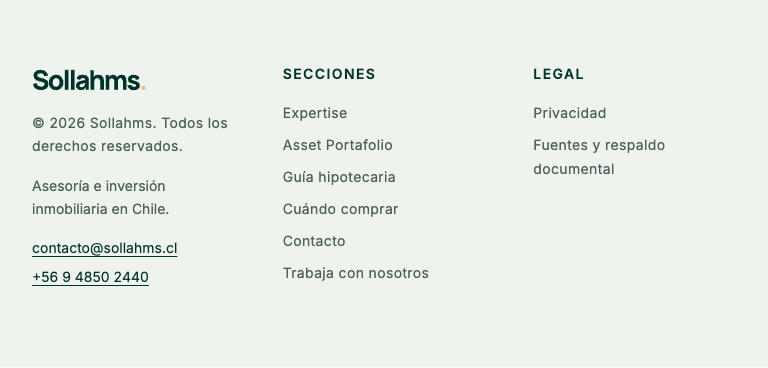 Sollahms.
© 2026 Sollahms. Todos los
derechos reservados.
Asesoría e inversión
inmobiliaria en Chile.
contacto@sollahms.cl
+56 9 4850 2440
SECCIONES
Expertise
Asset Portafolio
Guía hipotecaria
Cuándo comprar
Contacto
Trabaja con nosotros
LEGAL
Privacidad
Fuentes y respaldo
documental